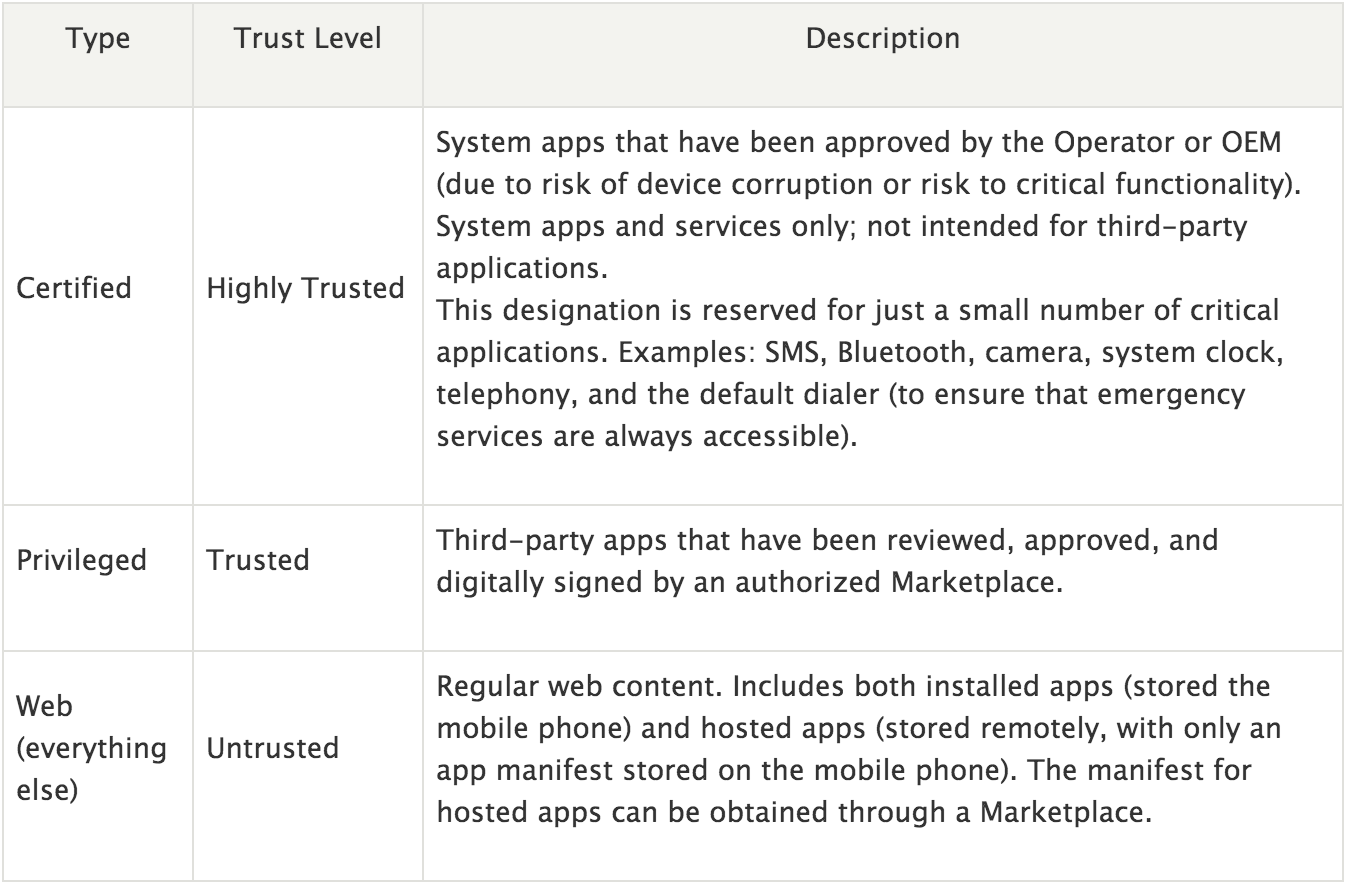 Type
Trust Level
Description
Certified
Highly Trusted
System apps that have been approved by the Operator or OEM
(due to risk of device corruption or risk to critical functionality).
System apps and services only; not intended for third-party
applications.
This designation is reserved for just a small number of critical
applications. Examples: SMS, Bluetooth, camera, system clock,
telephony, and the default dialer (to ensure that emergency
services are always accessible).
Privileged
Trusted
Third-party apps that have been reviewed, approved, and
digitally signed by an authorized Marketplace.
Web
(everything
else)
Untrusted
Regular web content. Includes both installed apps (stored the
mobile phone) and hosted apps (stored remotely, with only an
app manifest stored on the mobile phone). The manifest for
hosted apps can be obtained through a Marketplace.